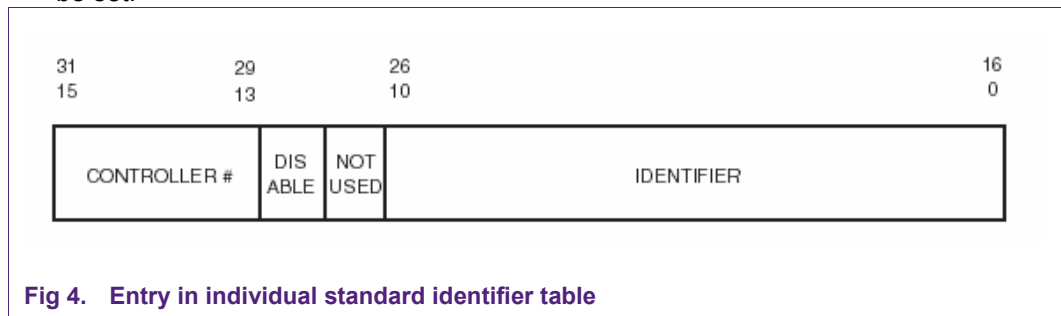 31 29 26 16
15 13 10 0
CONTROLLER #
DIS
ABLE
NOT
USED
IDENTIFIER
Fig 4. Entry in individual standard identifier table